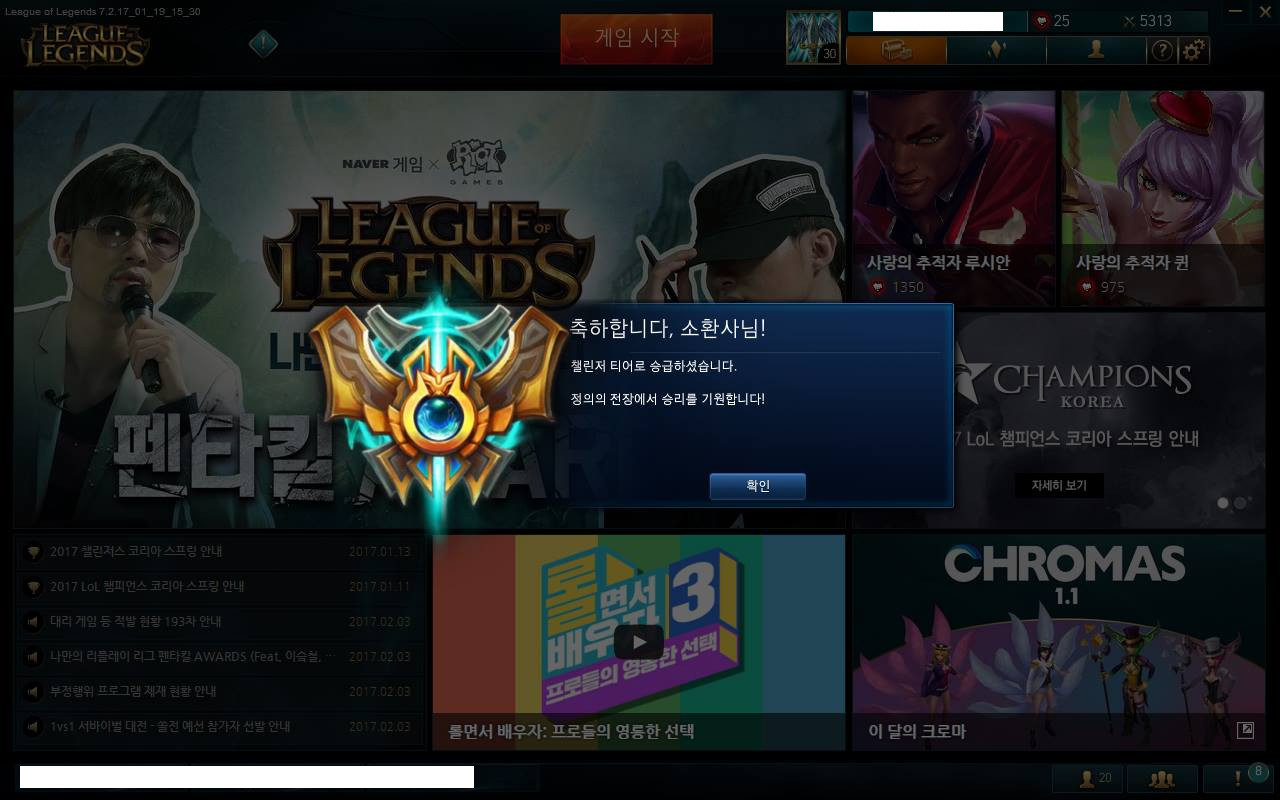 League of Legends 7.2.17_01_19_15_30
LEAGUE OF
LEGENDS
게임 시작
30
25
5313
?
NAVER 게임 ×
RIOT
GAMES
LEAGUE OF
LEGENDS
펜타킬
사랑의 추적자 루시안
1350
사랑의 추적자 퀸
975
축하합니다, 소환사님!
챌린저 티어로 승급하셨습니다.
정의의 전장에서 승리를 기원합니다!
확인
CHAMPIONS
KOREA
7 LoL 챔피언스 코리아 스프링 안내
자세히 보기
2017 챌린저스 코리아 스프링 안내 2017.01.13
2017 LoL 챔피언스 코리아 스프링 안내 2017.01.11
대리 게임 등 적발 현황 193차 안내 2017.02.03
나만의 리플레이 리그 펜타킬 AWARDS (Feat, 이슬철, ... 2017.02.03
부정행위 프로그램 제재 현황 안내 2017.02.03
1vs1 서바이벌 대전 - 솔전 예선 참가자 선발 안내 2017.02.03
롤면서
배우자 3
프로들의 영롱한 선택
롤면서 배우자: 프로들의 영롱한 선택
CHROMAS
1.1
이 달의 크로마
20
8